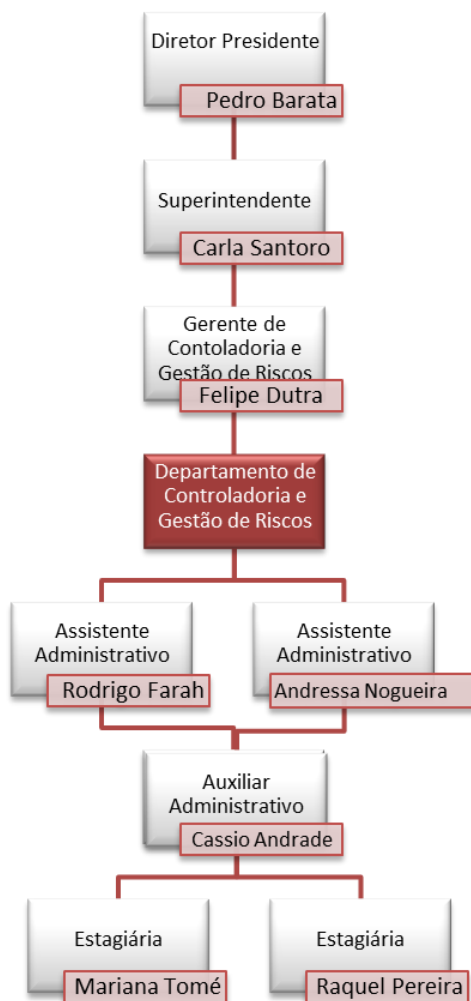 Diretor Presidente
Pedro Barata
Superintendente
Carla Santoro
Gerente de
Contoladoria e
Gestão de Riscos
Felipe Dutra
Departamento de
Controladoria e
Gestão de Riscos
Assistente
Administrativo
Rodrigo Farah
Assistente
Administrativo
Andressa Nogueira
Auxiliar
Administrativo
Cassio Andrade
Estagiária
Mariana Tomé
Estagiária
Raquel Pereira